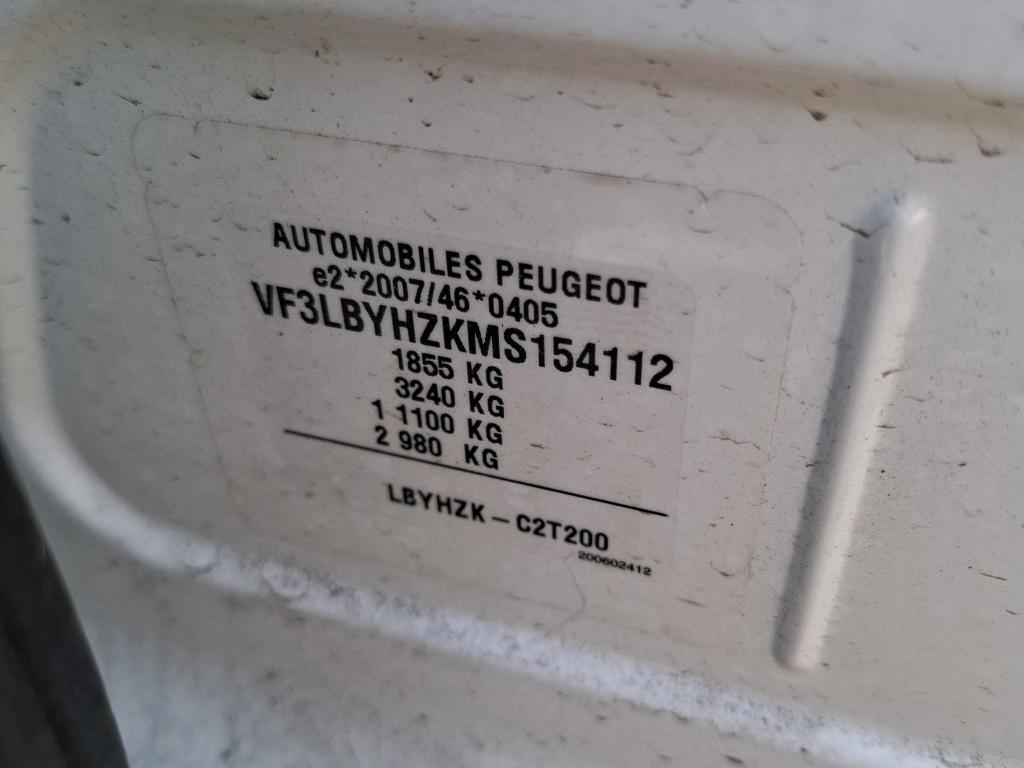 AUTOMOBILES PEUGEOT
e2*2007/46*0405
VF3LBYHZKMS154112
1855 KG
3240 KG
1 1100 KG
2 980 KG
LBYHZK-C2T200
200602412